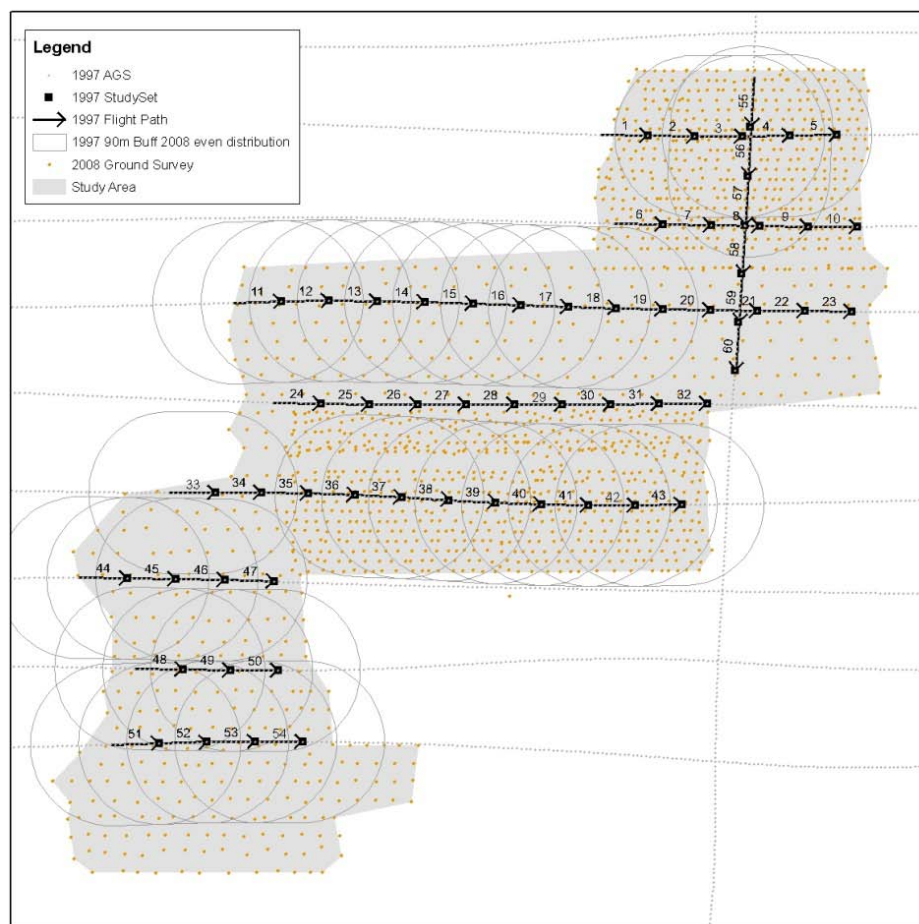 Legend
1997 AGS
1997 StudySet
1997 Flight Path
1997 90m Buff 2008 even distribution
2008 Ground Survey
Study Area
55
1 2 3 4 5
56
57
6 7 8 9 10
58
11 12 13 14 15 16 17 18 19 20 21 22 23
59
60
24 25 26 27 28 29 30 31 32
33 34 35 36 37 38 39 40 41 42 43
44 45 46 47
48 49 50
51 52 53 54